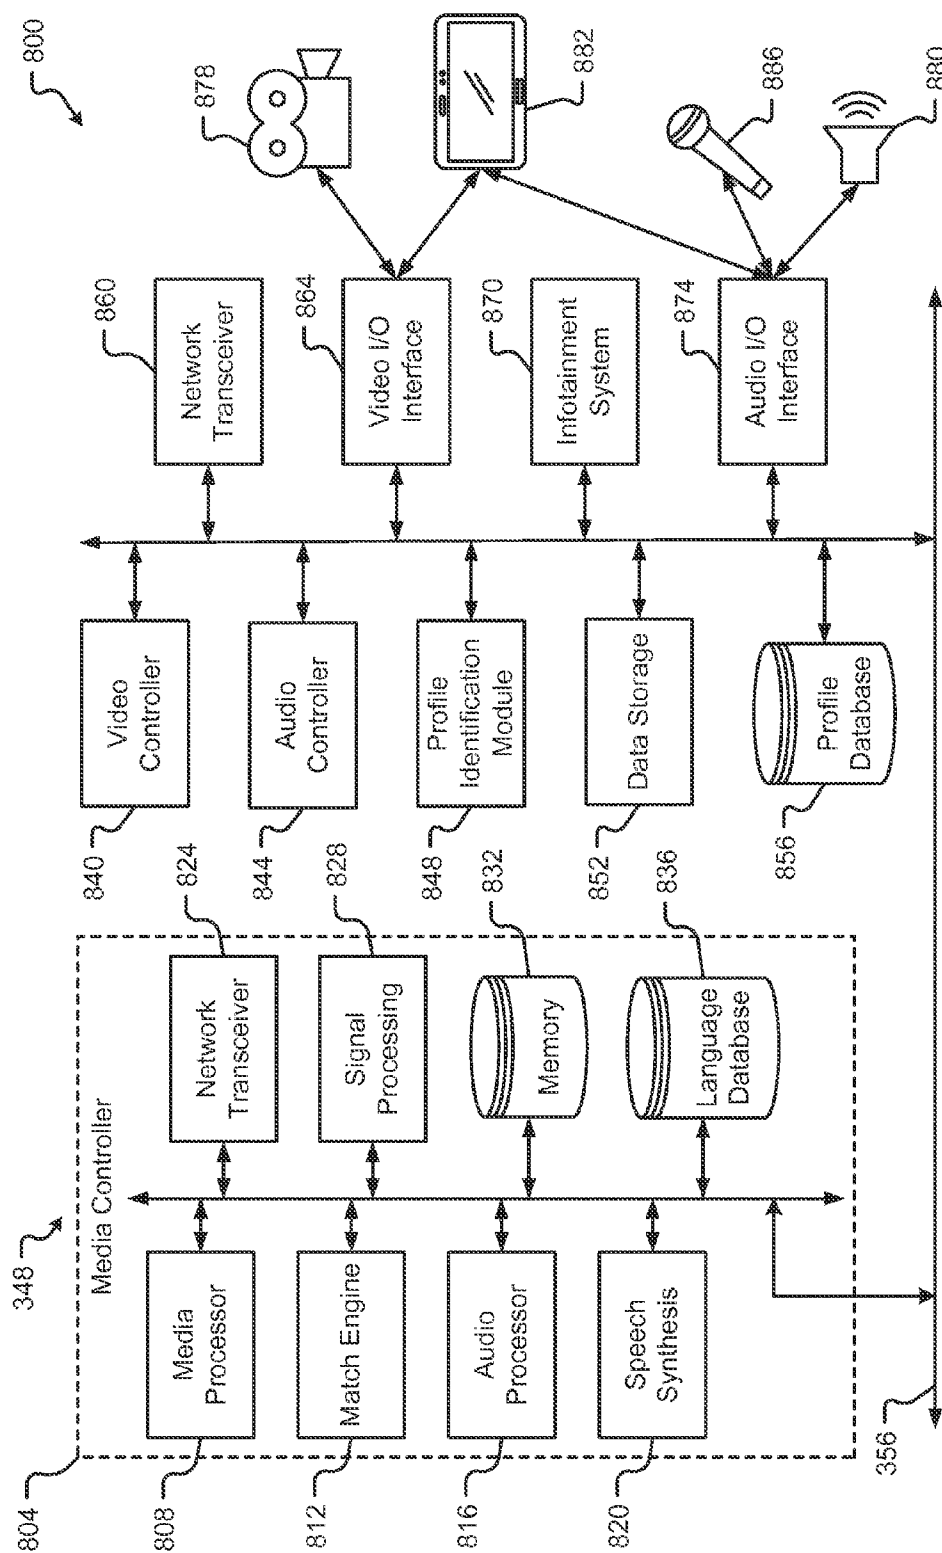 800
348
804
Media Controller
808
Media
Processor
812
Match Engine
816
Audio
Processor
820
Speech
Synthesis
824
Network
Transceiver
828
Signal
Processing
832
Memory
836
Language
Database
840
Video
Controller
844
Audio
Controller
848
Profile
Identification
Module
852
Data Storage
856
Profile
Database
860
Network
Transceiver
864
Video I/O
Interface
870
Infotainment
System
874
Audio I/O
Interface
878
882
886
880
356